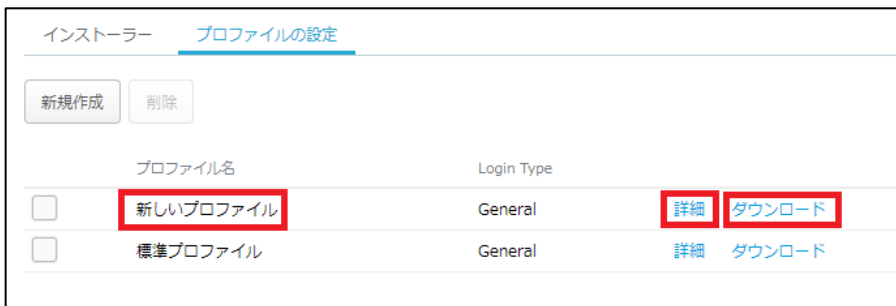 インストーラー プロファイルの設定
新規作成 削除
プロファイル名 Login Type
新しいプロファイル General 詳細 ダウンロード
標準プロファイル General 詳細 ダウンロード